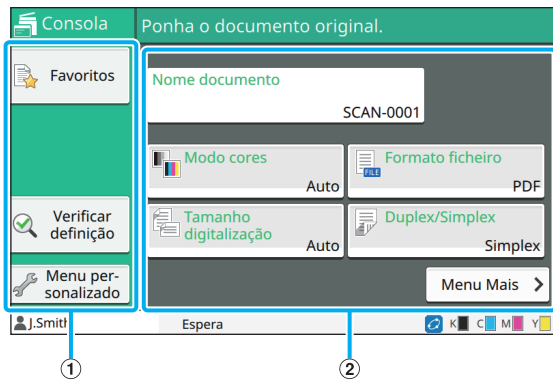 Consola
Ponha o documento original.
Favoritos
Verificar
definição
Menu per-
sonalizado
Nome documento
SCAN-0001
Modo cores
Auto
Formato ficheiro
FILE
PDF
Tamanho
digitalização
Auto
Duplex/Simplex
Simplex
Menu Mais
J.Smith
Espera
K C M Y
1
2